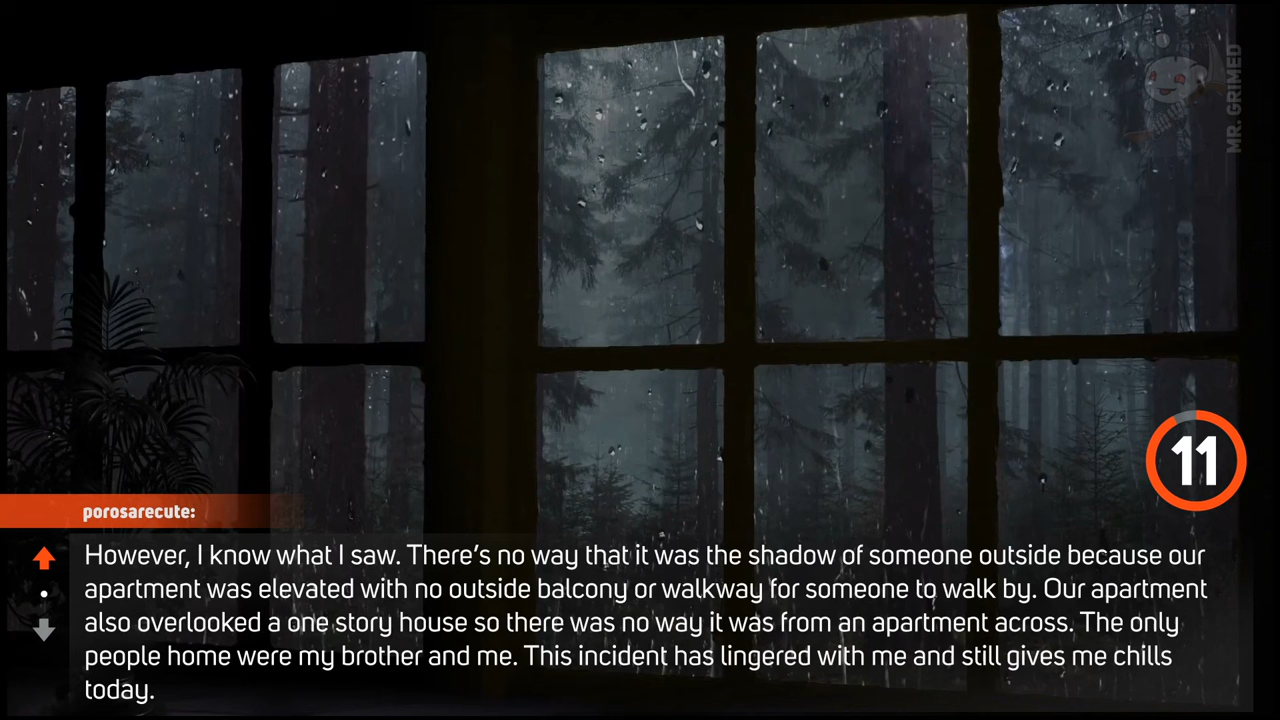 MR. GRIMED
11
porosarecute:
However, I know what I saw. There's no way that it was the shadow of someone outside because our
apartment was elevated with no outside balcony or walkway for someone to walk by. Our apartment
also overlooked a one story house so there was no way it was from an apartment across. The only
people home were my brother and me. This incident has lingered with me and still gives me chills
today.